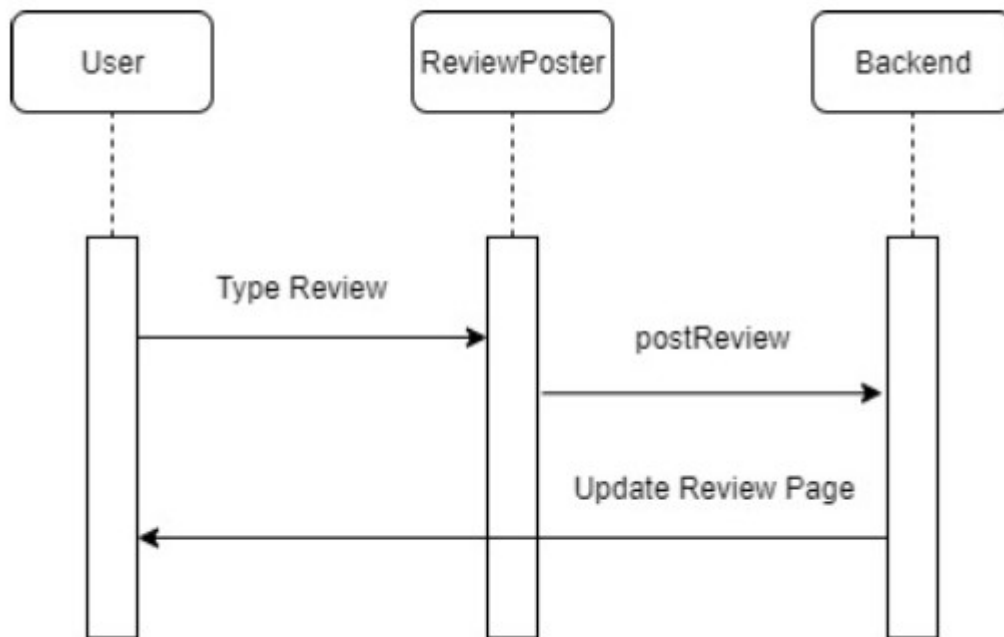 User
ReviewPoster
Backend
Type Review
postReview
Update Review Page